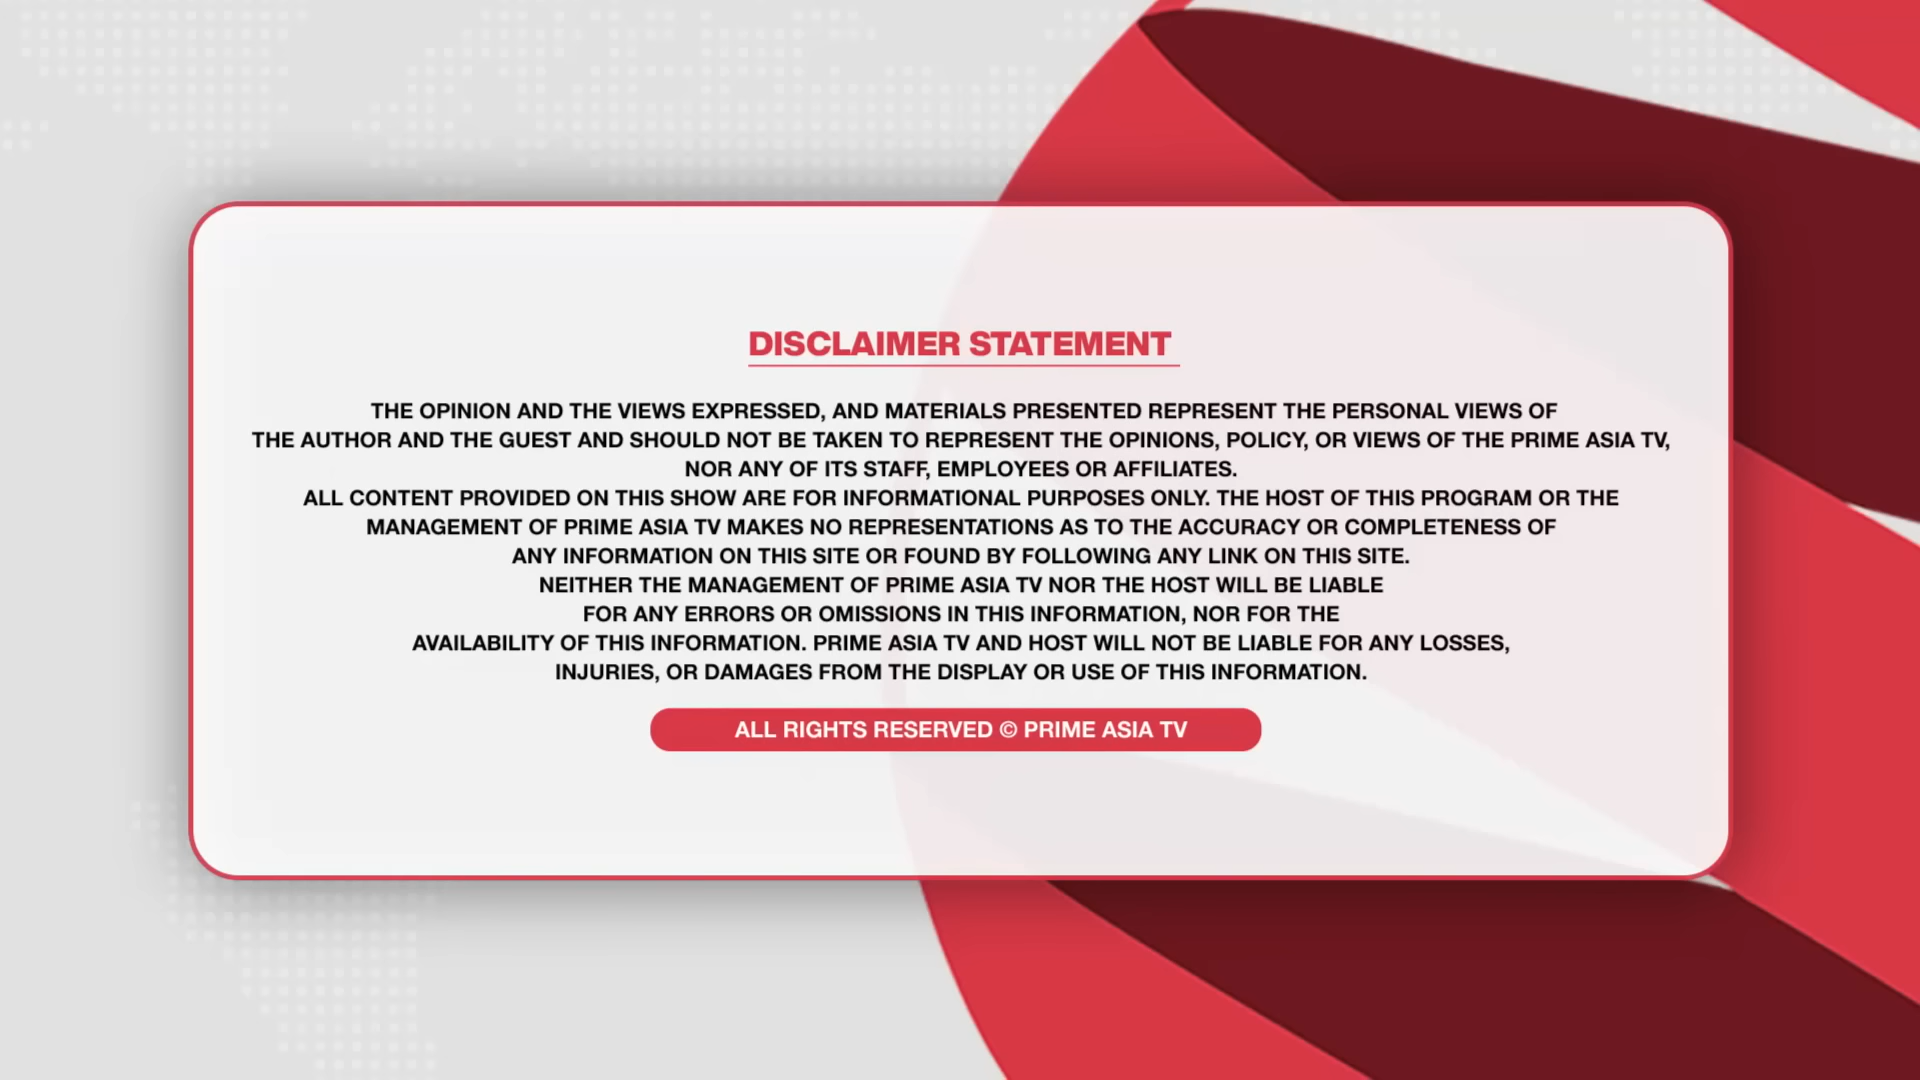 DISCLAIMER STATEMENT
THE OPINION AND THE VIEWS EXPRESSED, AND MATERIALS PRESENTED REPRESENT THE PERSONAL VIEWS OF
THE AUTHOR AND THE GUEST AND SHOULD NOT BE TAKEN TO REPRESENT THE OPINIONS, POLICY, OR VIEWS OF THE PRIME ASIA TV,
NOR ANY OF ITS STAFF, EMPLOYEES OR AFFILIATES.
ALL CONTENT PROVIDED ON THIS SHOW ARE FOR INFORMATIONAL PURPOSES ONLY. THE HOST OF THIS PROGRAM OR THE
MANAGEMENT OF PRIME ASIA TV MAKES NO REPRESENTATIONS AS TO THE ACCURACY OR COMPLETENESS OF
ANY INFORMATION ON THIS SITE OR FOUND BY FOLLOWING ANY LINK ON THIS SITE.
NEITHER THE MANAGEMENT OF PRIME ASIA TV NOR THE HOST WILL BE LIABLE
FOR ANY ERRORS OR OMISSIONS IN THIS INFORMATION, NOR FOR THE
AVAILABILITY OF THIS INFORMATION. PRIME ASIA TV AND HOST WILL NOT BE LIABLE FOR ANY LOSSES,
INJURIES, OR DAMAGES FROM THE DISPLAY OR USE OF THIS INFORMATION.
ALL RIGHTS RESERVED © PRIME ASIA TV